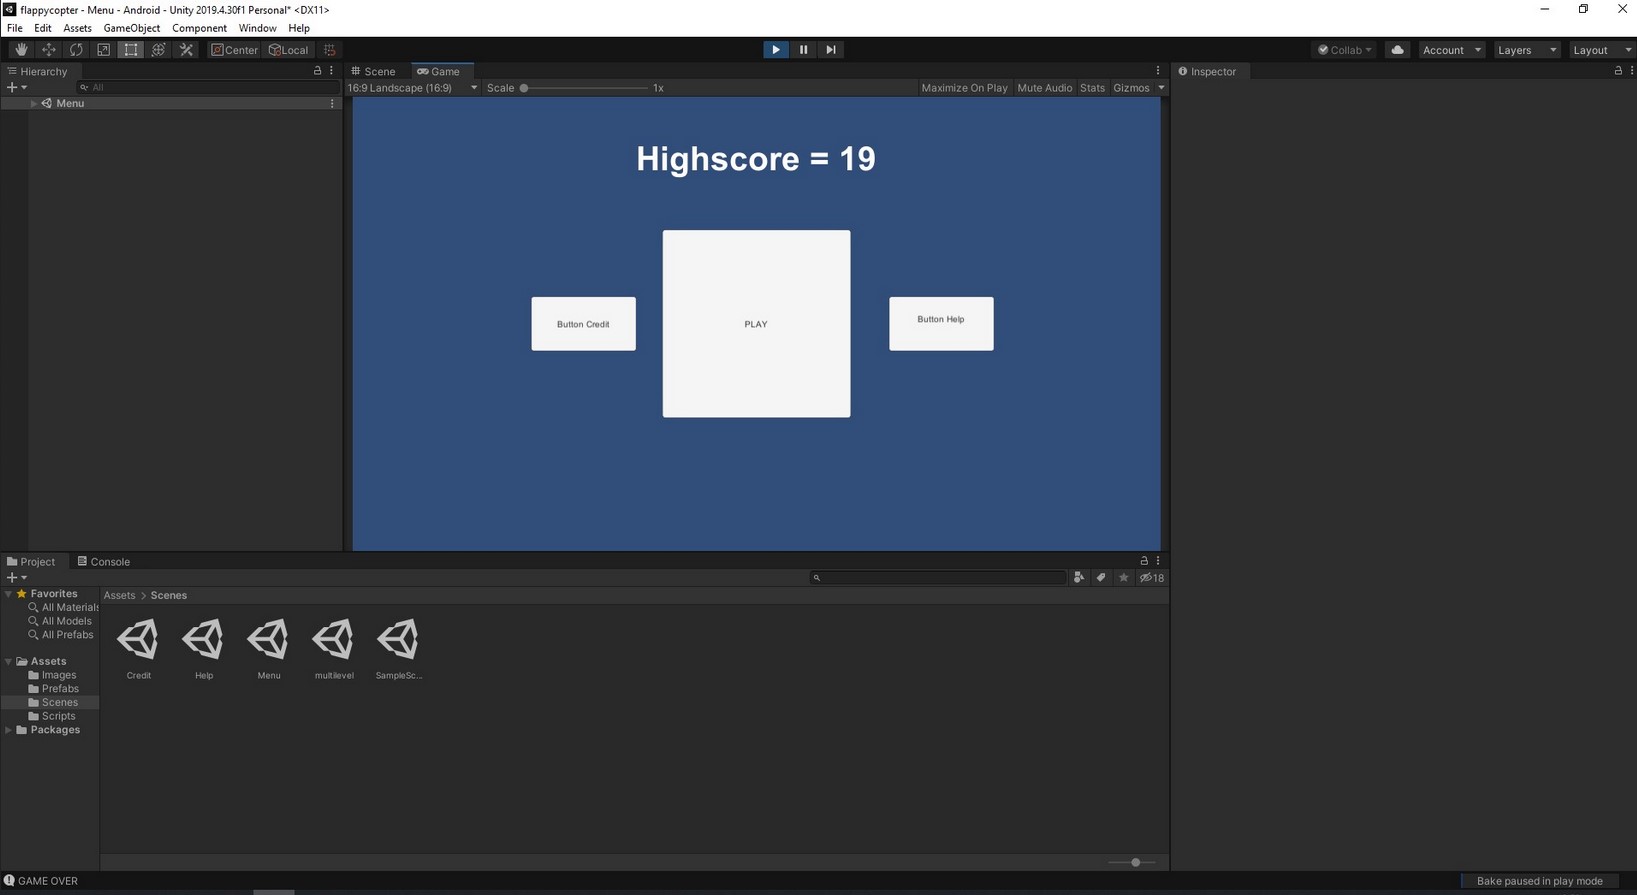 flappycopter - Menu - Android - Unity 2019.4.30f1 Personal* <DX11>
File Edit Assets GameObject Component Window Help
Center Local Collab Account Layers Layout
Hierarchy
All
Menu
Scene Game
16:9 Landscape (16:9) Scale 1x Maximize On Play Mute Audio Stats Gizmos
Inspector
Highscore = 19
Button Credit
PLAY
Button Help
Project Console
18
Favorites
All Materials
All Models
All Prefabs
Assets
Images
Prefabs
Scenes
Scripts
Packages
Assets > Scenes
Credit Help Menu multilevel SampleSc...
GAME OVER
Bake paused in play mode